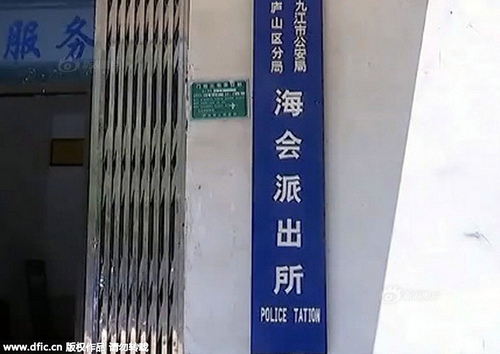 服务
九江市公安局
庐山区分局
海会派出所
POLICE TATION
www.dfic.cn 版权作品 请勿转载